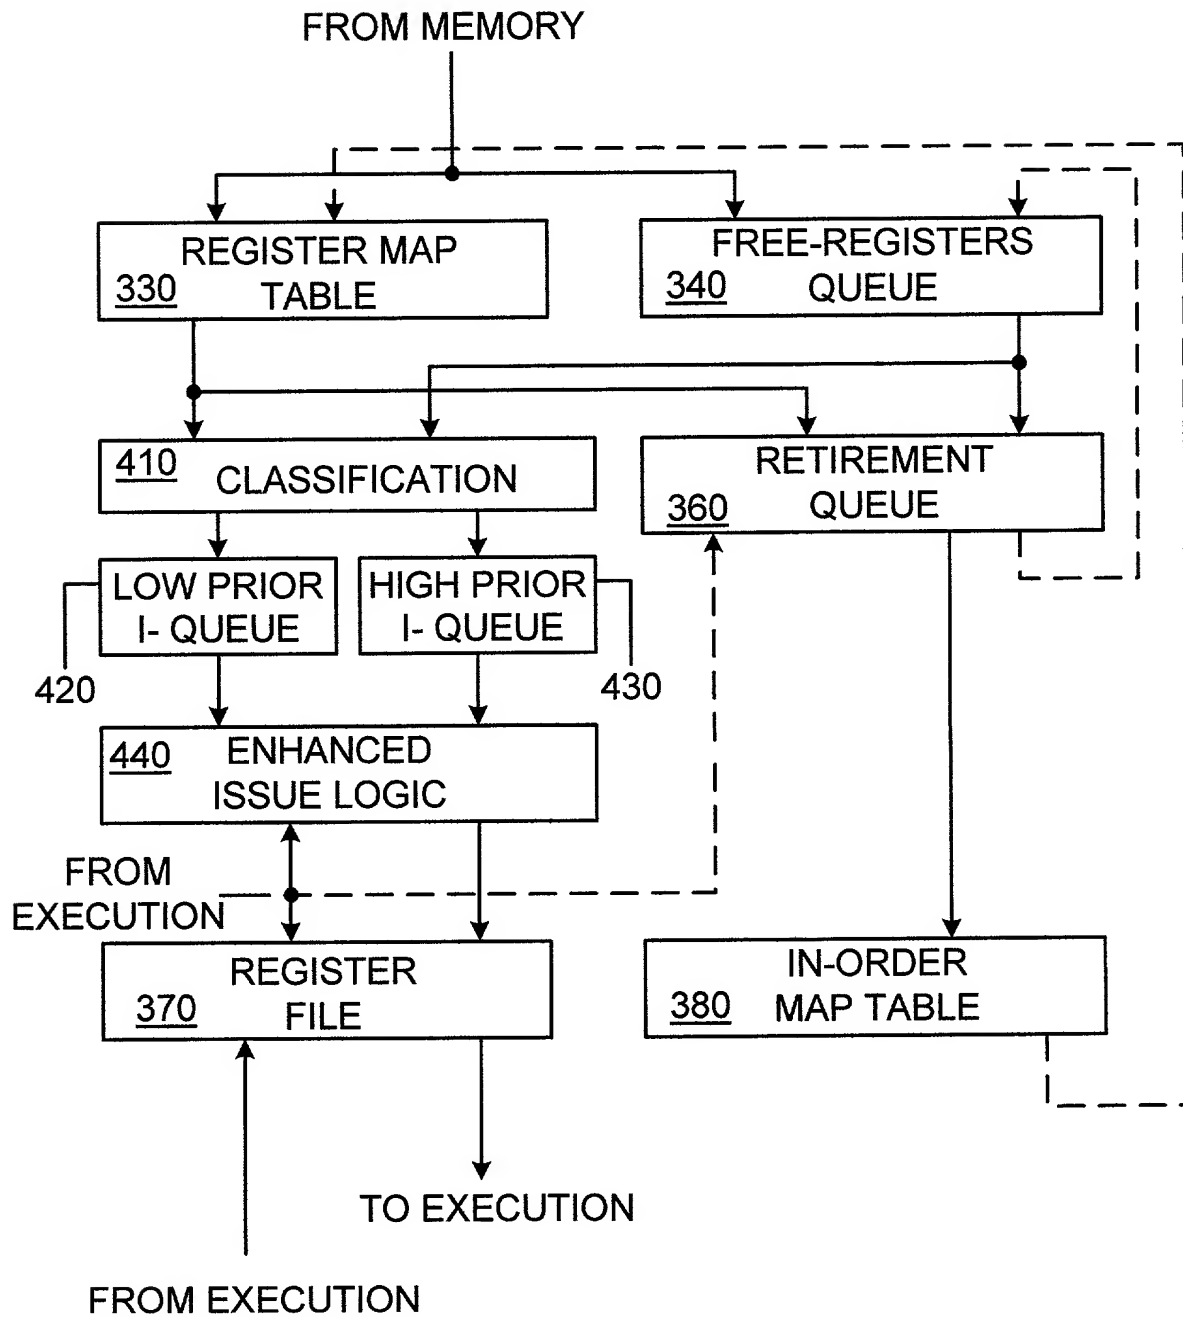 FROM MEMORY
REGISTER MAP
330 TABLE
FREE-REGISTERS
340 QUEUE
410 CLASSIFICATION
RETIREMENT
360 QUEUE
LOW PRIOR
I- QUEUE
HIGH PRIOR
I- QUEUE
420
430
440 ENHANCED
ISSUE LOGIC
FROM
EXECUTION
REGISTER
370 FILE
IN-ORDER
380 MAP TABLE
TO EXECUTION
FROM EXECUTION